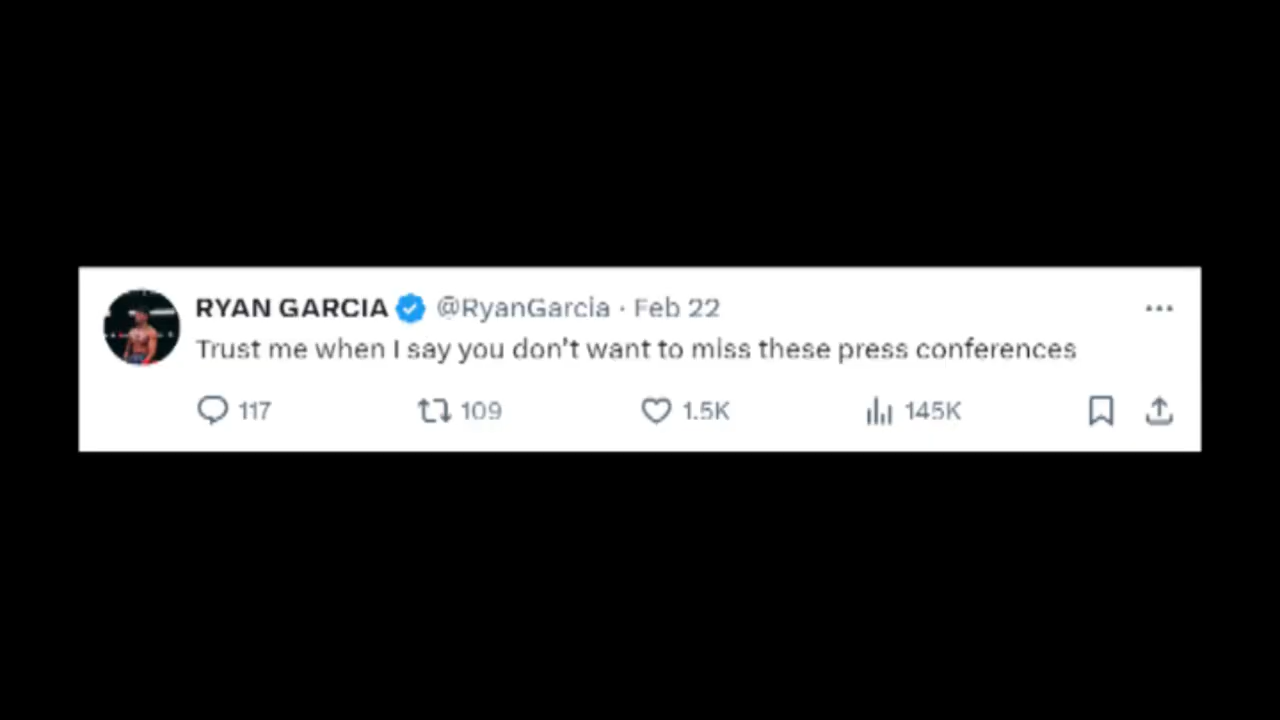 RYAN GARCIA @RyanGarcia · Feb 22
Trust me when I say you don't want to miss these press conferences
117 109 1.5K 145K